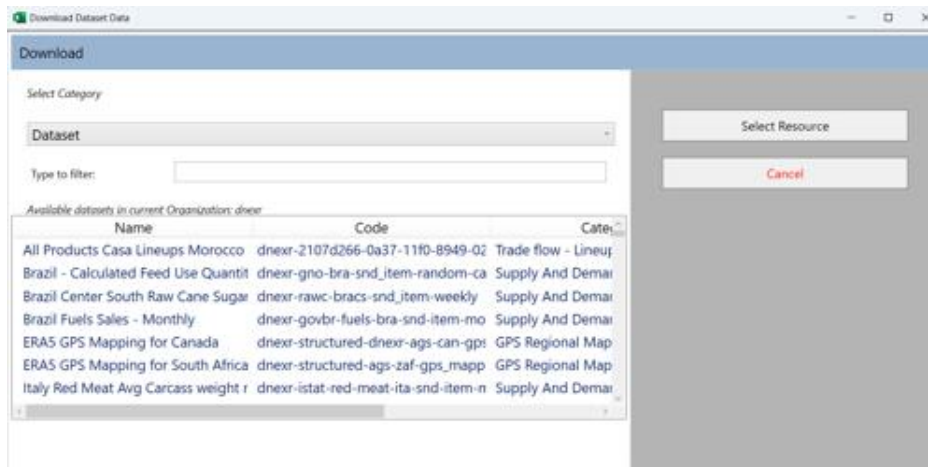 Download Dataset Data
Download
Select Category
Dataset
Select Resource
Type to filter:
Cancel
Available datasets in current Organization: dnexr
Name Code Cate
All Products Casa Lineups Morocco dnexr-2107d266-0a37-11f0-8949-02 Trade flow - Lineup
Brazil - Calculated Feed Use Quantit dnexr-gno-bra-snd_item-random-ca Supply And Demai
Brazil Center South Raw Cane Sugar dnexr-rawc-bracs-snd_item-weekly Supply And Demai
Brazil Fuels Sales - Monthly dnexr-govbr-fuels-bra-snd-item-mo Supply And Demai
ERA5 GPS Mapping for Canada dnexr-structured-dnexr-ags-can-gps GPS Regional Map
ERA5 GPS Mapping for South Africa dnexr-structured-ags-zaf-gps_mapp GPS Regional Map
Italy Red Meat Avg Carcass weight r dnexr-istat-red-meat-ita-snd-item-n Supply And Demai